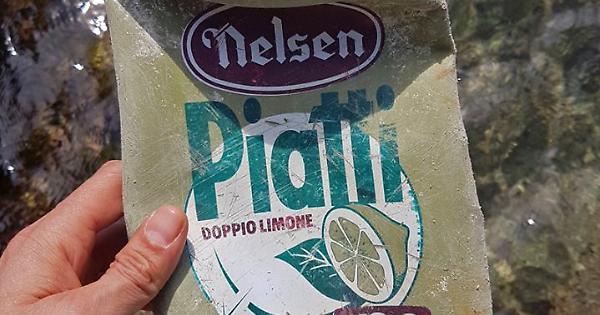 Nelsen
Piatti
DOPPIO LIMONE